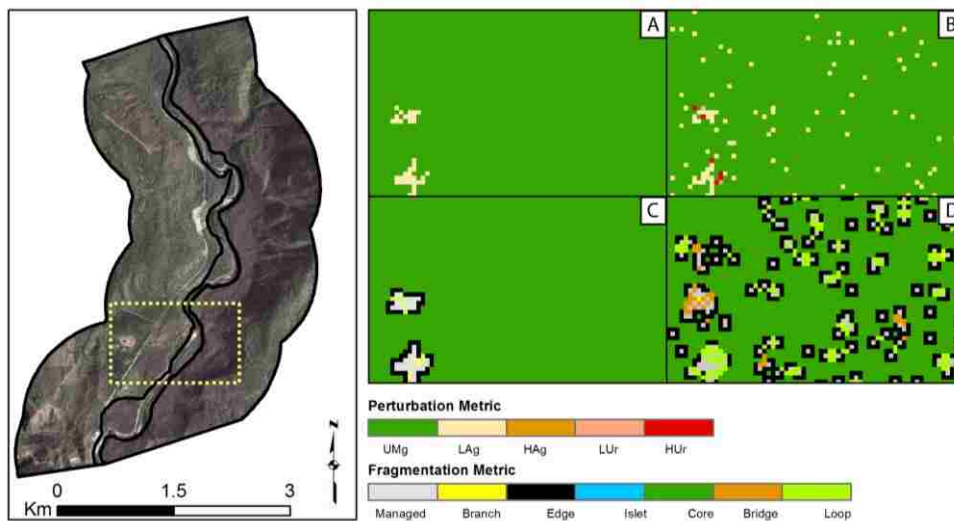 A
B
C
D
Perturbation Metric
UMg LAg HAg LUr HUr
Fragmentation Metric
Managed Branch Edge Islet Core Bridge Loop
N
0 1.5 3
Km